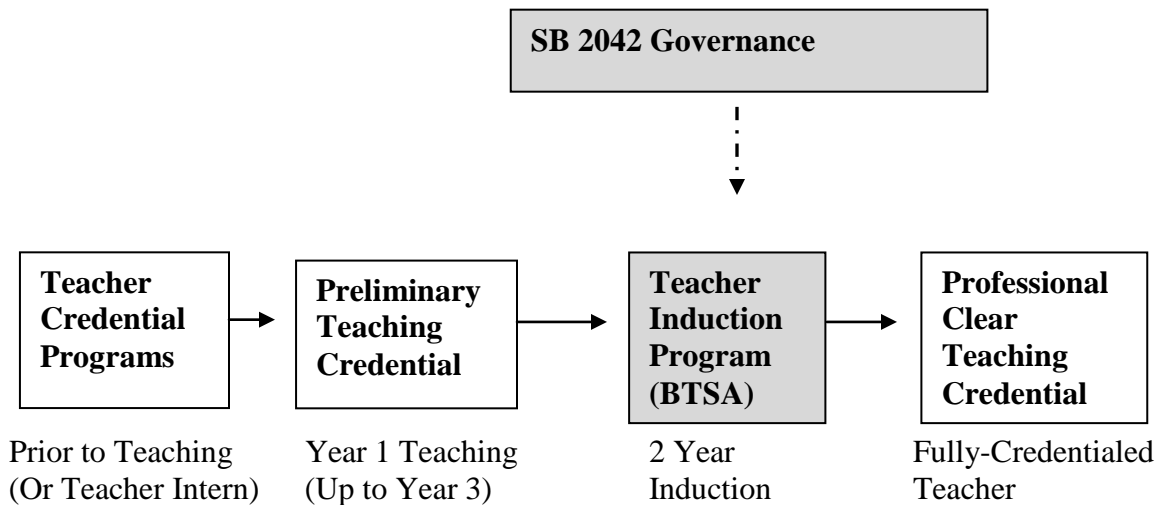 SB 2042 Governance
Teacher
Credential
Programs
Preliminary
Teaching
Credential
Teacher
Induction
Program
(BTSA)
Professional
Clear
Teaching
Credential
Prior to Teaching
(Or Teacher Intern)
Year 1 Teaching
(Up to Year 3)
2 Year
Induction
Fully-Credentialed
Teacher